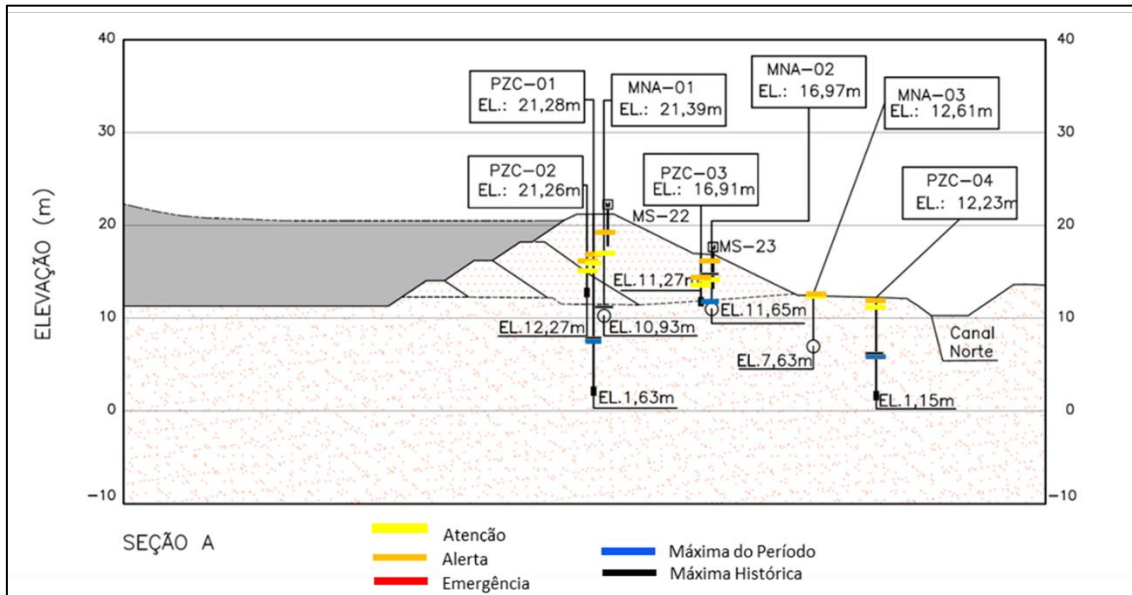 40
30
20
10
0
-10
ELEVAÇÃO (m)
40
30
20
10
0
-10
PZC-01
EL.: 21,28m
MNA-01
EL.: 21,39m
MNA-02
EL.: 16,97m
MNA-03
EL.: 12,61m
PZC-02
EL.: 21,26m
PZC-03
EL.: 16,91m
PZC-04
EL.: 12,23m
MS-22
MS-23
EL.11,27m
EL.12,27m
EL.10,93m
EL.11,65m
EL.7,63m
Canal
Norte
EL.1,63m
EL.1,15m
SEÇÃO A
Atencão
Alerta
Emergência
Máxima do Período
Máxima Histórica